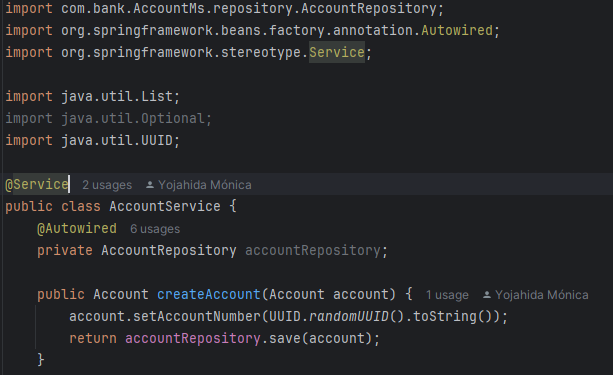 import com.bank.AccountMs.repository.AccountRepository;
import org.springframework.beans.factory.annotation.Autowired;
import org.springframework.stereotype.Service;

import java.util.List;
import java.util.Optional;
import java.util.UUID;

@Service 2 usages Yojahida Mónica
public class AccountService {
    @Autowired 6 usages
    private AccountRepository accountRepository;

    public Account createAccount(Account account) { 1 usage Yojahida Mónica
        account.setAccountNumber(UUID.randomUUID().toString());
        return accountRepository.save(account);
    }